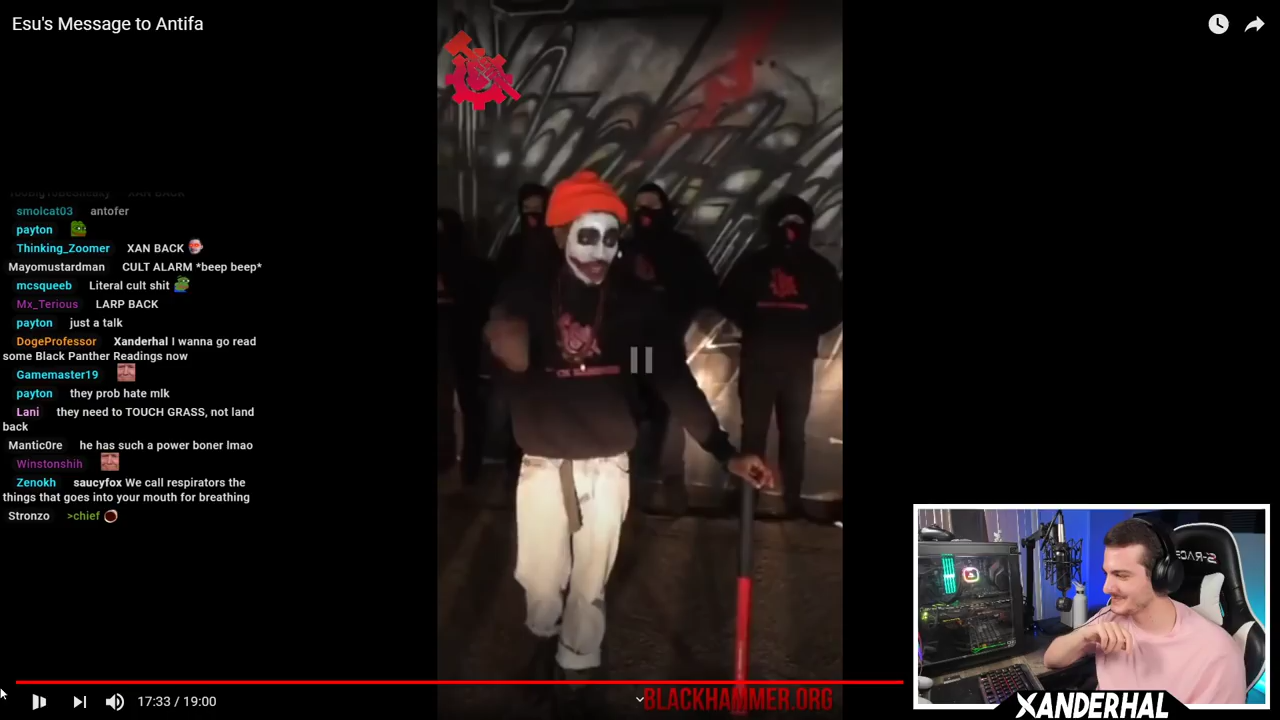 Esu's Message to Antifa
XAN BACK
smolcat03 antofer
payton
Thinking_Zoomer XAN BACK
Mayomustardman CULT ALARM *beep beep*
mcsqueeb Literal cult shit
Mx_Terious LARP BACK
payton just a talk
DogeProfessor Xanderhal I wanna go read
some Black Panther Readings now
Gamemaster19
payton they prob hate mlk
Lani they need to TOUCH GRASS, not land
back
Mantic0re he has such a power boner lmao
Winstonshih
Zenokh saucyfox We call respirators the
things that goes into your mouth for breathing
Stronzo >chief
17:33 / 19:00
BLACKHAMMER.ORG
S-RAC
XANDERHAL